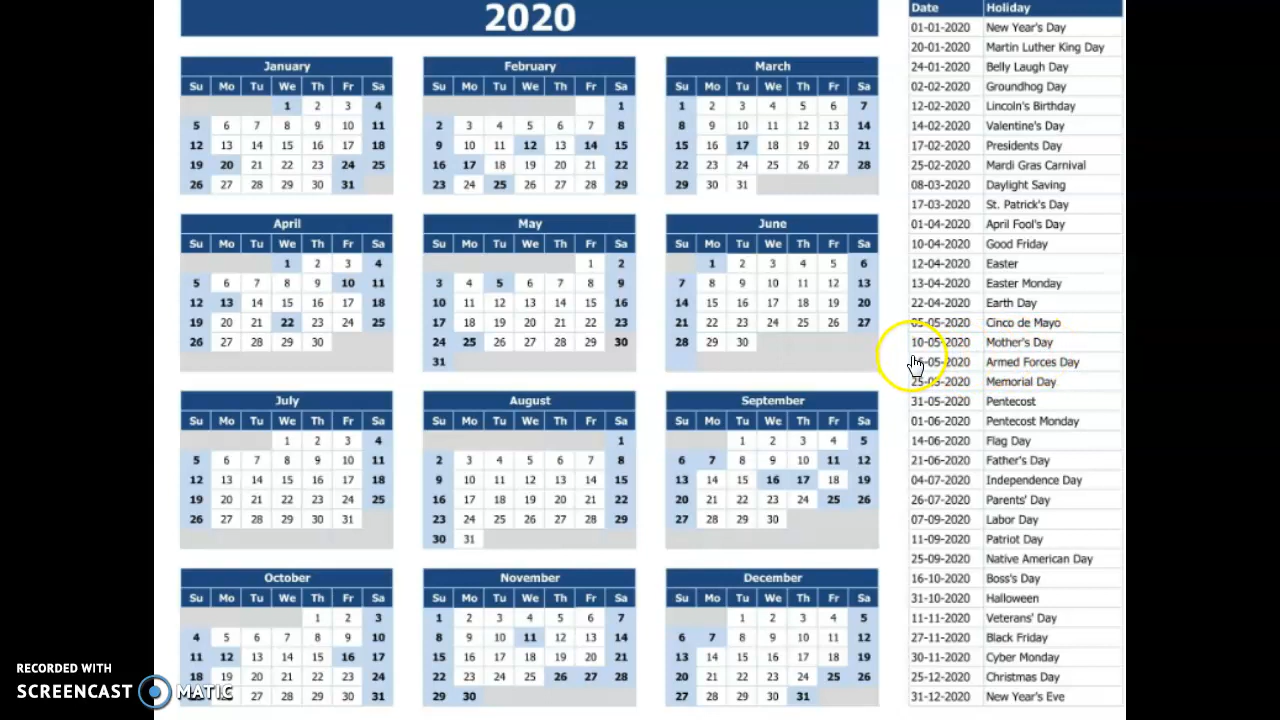 2020
January
Su Mo Tu We Th Fr Sa
1 2 3 4
5 6 7 8 9 10 11
12 13 14 15 16 17 18
19 20 21 22 23 24 25
26 27 28 29 30 31
February
Su Mo Tu We Th Fr Sa
1
2 3 4 5 6 7 8
9 10 11 12 13 14 15
16 17 18 19 20 21 22
23 24 25 26 27 28 29
March
Su Mo Tu We Th Fr Sa
1 2 3 4 5 6 7
8 9 10 11 12 13 14
15 16 17 18 19 20 21
22 23 24 25 26 27 28
29 30 31
April
Su Mo Tu We Th Fr Sa
1 2 3 4
5 6 7 8 9 10 11
12 13 14 15 16 17 18
19 20 21 22 23 24 25
26 27 28 29 30
May
Su Mo Tu We Th Fr Sa
1 2
3 4 5 6 7 8 9
10 11 12 13 14 15 16
17 18 19 20 21 22 23
24 25 26 27 28 29 30
31
June
Su Mo Tu We Th Fr Sa
1 2 3 4 5 6
7 8 9 10 11 12 13
14 15 16 17 18 19 20
21 22 23 24 25 26 27
28 29 30
July
Su Mo Tu We Th Fr Sa
1 2 3 4
5 6 7 8 9 10 11
12 13 14 15 16 17 18
19 20 21 22 23 24 25
26 27 28 29 30 31
August
Su Mo Tu We Th Fr Sa
1
2 3 4 5 6 7 8
9 10 11 12 13 14 15
16 17 18 19 20 21 22
23 24 25 26 27 28 29
30 31
September
Su Mo Tu We Th Fr Sa
1 2 3 4 5
6 7 8 9 10 11 12
13 14 15 16 17 18 19
20 21 22 23 24 25 26
27 28 29 30
October
Su Mo Tu We Th Fr Sa
1 2 3
4 5 6 7 8 9 10
11 12 13 14 15 16 17
18 19 20 21 22 23 24
27 28 29 30 31
November
Su Mo Tu We Th Fr Sa
1 2 3 4 5 6 7
8 9 10 11 12 13 14
15 16 17 18 19 20 21
22 23 24 25 26 27 28
29 30
December
Su Mo Tu We Th Fr Sa
1 2 3 4 5
6 7 8 9 10 11 12
13 14 15 16 17 18 19
20 21 22 23 24 25 26
27 28 29 30 31
Date Holiday
01-01-2020 New Year's Day
20-01-2020 Martin Luther King Day
24-01-2020 Belly Laugh Day
02-02-2020 Groundhog Day
12-02-2020 Lincoln's Birthday
14-02-2020 Valentine's Day
17-02-2020 Presidents Day
25-02-2020 Mardi Gras Carnival
08-03-2020 Daylight Saving
17-03-2020 St. Patrick's Day
01-04-2020 April Fool's Day
10-04-2020 Good Friday
12-04-2020 Easter
13-04-2020 Easter Monday
22-04-2020 Earth Day
05-05-2020 Cinco de Mayo
10-05-2020 Mother's Day
Armed Forces Day
25-05-2020 Memorial Day
31-05-2020 Pentecost
01-06-2020 Pentecost Monday
14-06-2020 Flag Day
21-06-2020 Father's Day
04-07-2020 Independence Day
26-07-2020 Parents' Day
07-09-2020 Labor Day
11-09-2020 Patriot Day
25-09-2020 Native American Day
16-10-2020 Boss's Day
31-10-2020 Halloween
11-11-2020 Veterans' Day
27-11-2020 Black Friday
30-11-2020 Cyber Monday
25-12-2020 Christmas Day
31-12-2020 New Year's Eve
RECORDED WITH
SCREENCAST MATIC